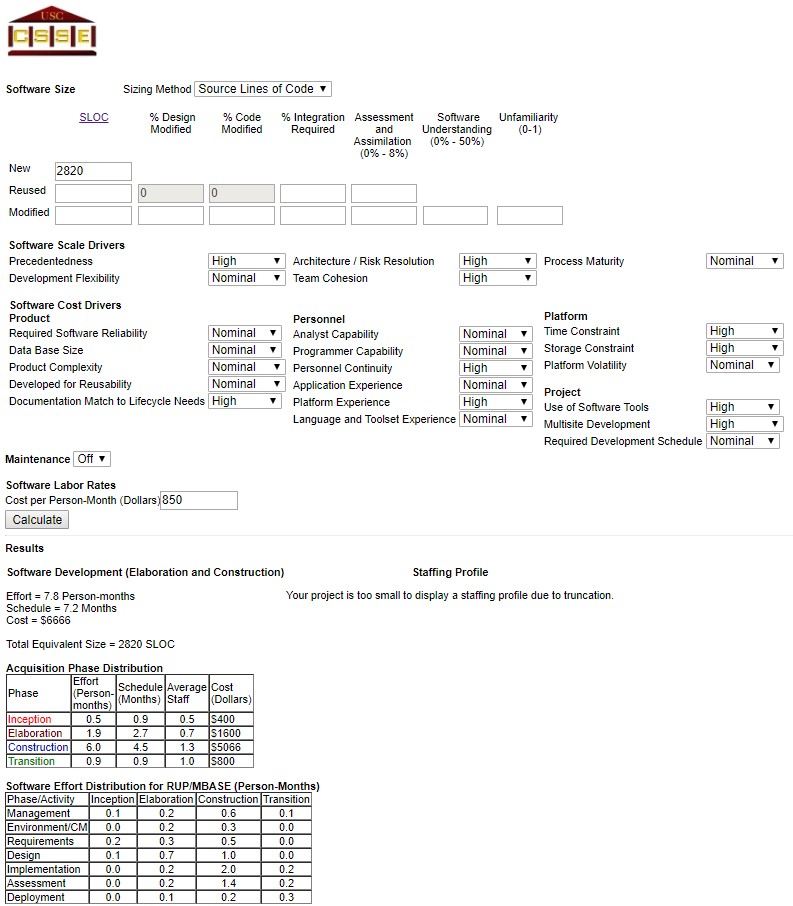 USC
CSSE
Software Size Sizing Method Source Lines of Code ▼
SLOC % Design Modified % Code Modified % Integration Required Assessment and Assimilation (0% - 8%) Software Understanding (0% - 50%) Unfamiliarity (0-1)
New 2820
Reused 0 0
Modified
Software Scale Drivers
Precedentedness High ▼ Architecture / Risk Resolution High ▼ Process Maturity Nominal ▼
Development Flexibility Nominal ▼ Team Cohesion High ▼
Software Cost Drivers
Product
Required Software Reliability Nominal ▼
Data Base Size Nominal ▼
Product Complexity Nominal ▼
Developed for Reusability Nominal ▼
Documentation Match to Lifecycle Needs High ▼
Personnel
Analyst Capability Nominal ▼
Programmer Capability Nominal ▼
Personnel Continuity High ▼
Application Experience Nominal ▼
Platform Experience High ▼
Language and Toolset Experience Nominal ▼
Platform
Time Constraint High ▼
Storage Constraint High ▼
Platform Volatility Nominal ▼
Project
Use of Software Tools High ▼
Multisite Development High ▼
Required Development Schedule Nominal ▼
Maintenance Off ▼
Software Labor Rates
Cost per Person-Month (Dollars) 850
Calculate
Results
Software Development (Elaboration and Construction)
Effort = 7.8 Person-months
Schedule = 7.2 Months
Cost = $6666
Total Equivalent Size = 2820 SLOC
Staffing Profile
Your project is too small to display a staffing profile due to truncation.
Acquisition Phase Distribution
Phase Effort (Person-months) Schedule (Months) Average Staff Cost (Dollars)
Inception 0.5 0.9 0.5 $400
Elaboration 1.9 2.7 0.7 $1600
Construction 6.0 4.5 1.3 $5066
Transition 0.9 0.9 1.0 $800
Software Effort Distribution for RUP/MBASE (Person-Months)
Phase/Activity Inception Elaboration Construction Transition
Management 0.1 0.2 0.6 0.1
Environment/CM 0.0 0.2 0.3 0.0
Requirements 0.2 0.3 0.5 0.0
Design 0.1 0.7 1.0 0.0
Implementation 0.0 0.2 2.0 0.2
Assessment 0.0 0.2 1.4 0.2
Deployment 0.0 0.1 0.2 0.3